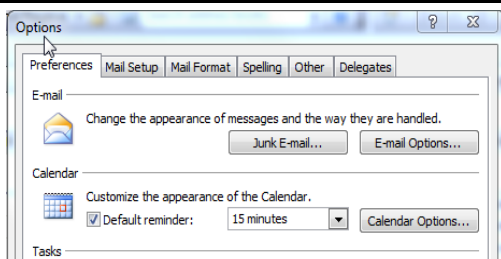 Options
Preferences Mail Setup Mail Format Spelling Other Delegates
E-mail
Change the appearance of messages and the way they are handled.
Junk E-mail... E-mail Options...
Calendar
Customize the appearance of the Calendar.
Default reminder: 15 minutes Calendar Options...
Tasks